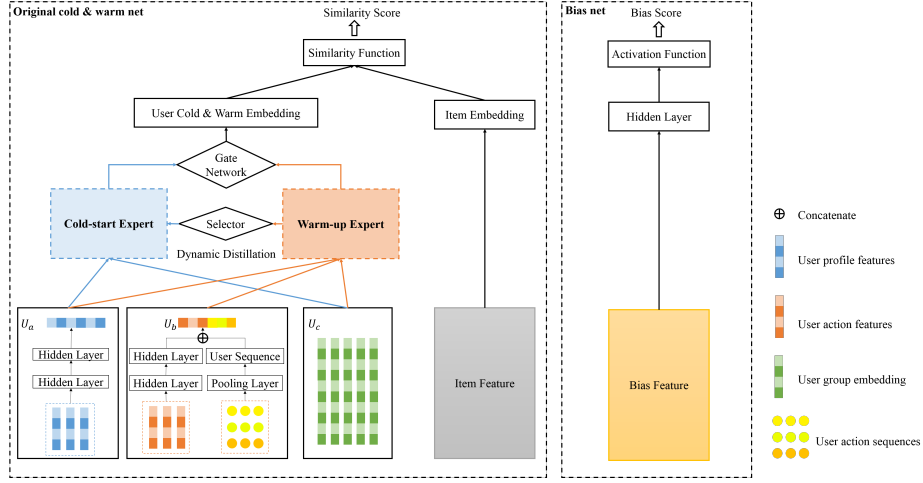 Original cold & warm net
Similarity Score
Similarity Function
User Cold & Warm Embedding
Item Embedding
Gate
Network
Cold-start Expert
Selector
Warm-up Expert
Dynamic Distillation
U_a
Hidden Layer
Hidden Layer
U_b
Hidden Layer
User Sequence
Hidden Layer
Pooling Layer
U_c
Item Feature
Bias net
Bias Score
Activation Function
Hidden Layer
Bias Feature
Concatenate
User profile features
User action features
User group embedding
User action sequences